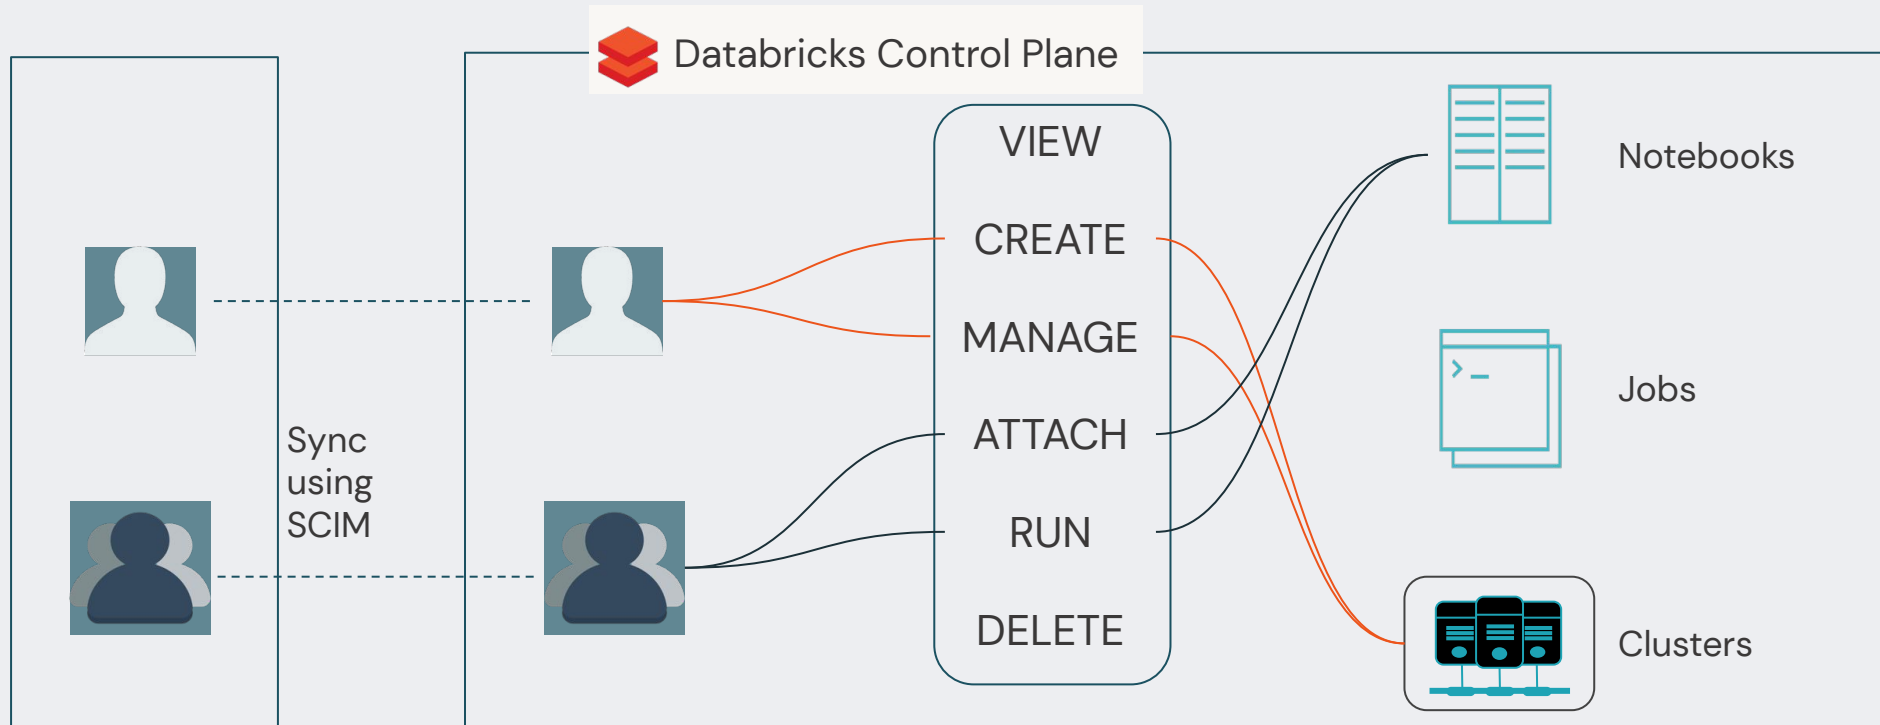 Databricks Control Plane
Sync
using
SCIM
VIEW
CREATE
MANAGE
ATTACH
RUN
DELETE
Notebooks
Jobs
Clusters